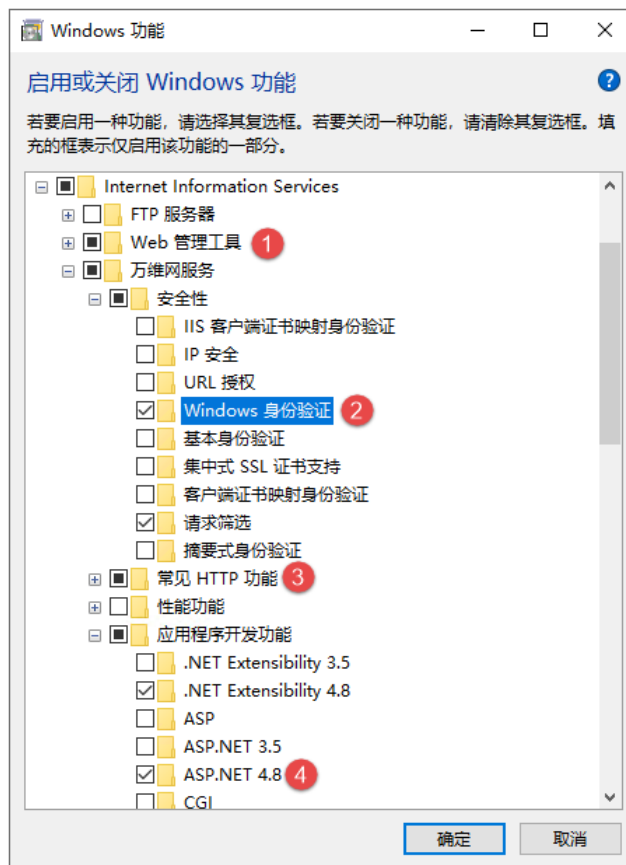 Windows 功能
启用或关闭 Windows 功能
若要启用一种功能，请选择其复选框。若要关闭一种功能，请清除其复选框。填
充的框表示仅启用该功能的一部分。
Internet Information Services
FTP 服务器
Web 管理工具 1
万维网服务
安全性
IIS 客户端证书映射身份验证
IP 安全
URL 授权
Windows 身份验证 2
基本身份验证
集中式 SSL 证书支持
客户端证书映射身份验证
请求筛选
摘要式身份验证
常见 HTTP 功能 3
性能功能
应用程序开发功能
.NET Extensibility 3.5
.NET Extensibility 4.8
ASP
ASP.NET 3.5
ASP.NET 4.8 4
CGI
确定 取消